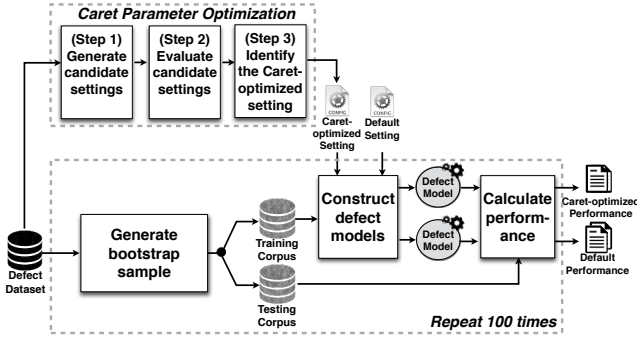 Caret Parameter Optimization
(Step 1)
Generate
candidate
settings
(Step 2)
Evaluate
candidate
settings
(Step 3)
Identify
the Caret-
optimized
setting
CONFIG
Caret-
optimized
Setting
CONFIG
Default
Setting
Defect
Dataset
Generate
bootstrap
sample
Training
Corpus
Testing
Corpus
Construct
defect
models
Defect
Model
Defect
Model
Calculate
perform-
ance
Caret-optimized
Performance
Default
Performance
Repeat 100 times